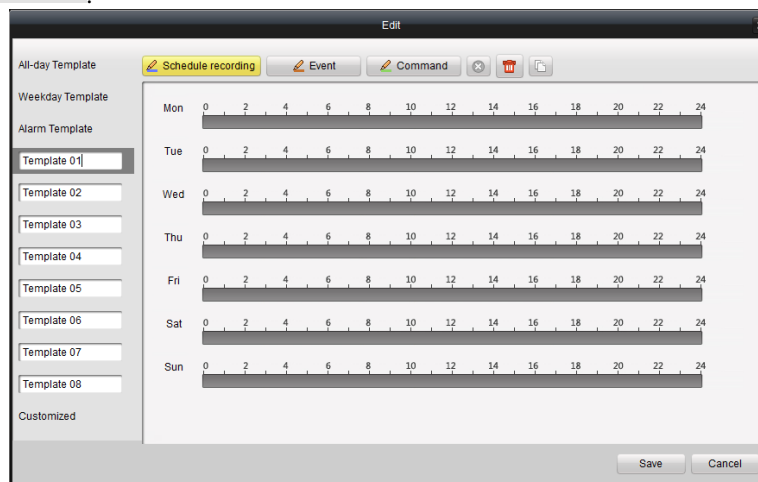 Edit
Schedule recording Event Command
All-day Template
Weekday Template
Alarm Template
Template 01
Template 02
Template 03
Template 04
Template 05
Template 06
Template 07
Template 08
Customized
Mon 0 2 4 6 8 10 12 14 16 18 20 22 24
Tue 0 2 4 6 8 10 12 14 16 18 20 22 24
Wed 0 2 4 6 8 10 12 14 16 18 20 22 24
Thu 0 2 4 6 8 10 12 14 16 18 20 22 24
Fri 0 2 4 6 8 10 12 14 16 18 20 22 24
Sat 0 2 4 6 8 10 12 14 16 18 20 22 24
Sun 0 2 4 6 8 10 12 14 16 18 20 22 24
Save Cancel